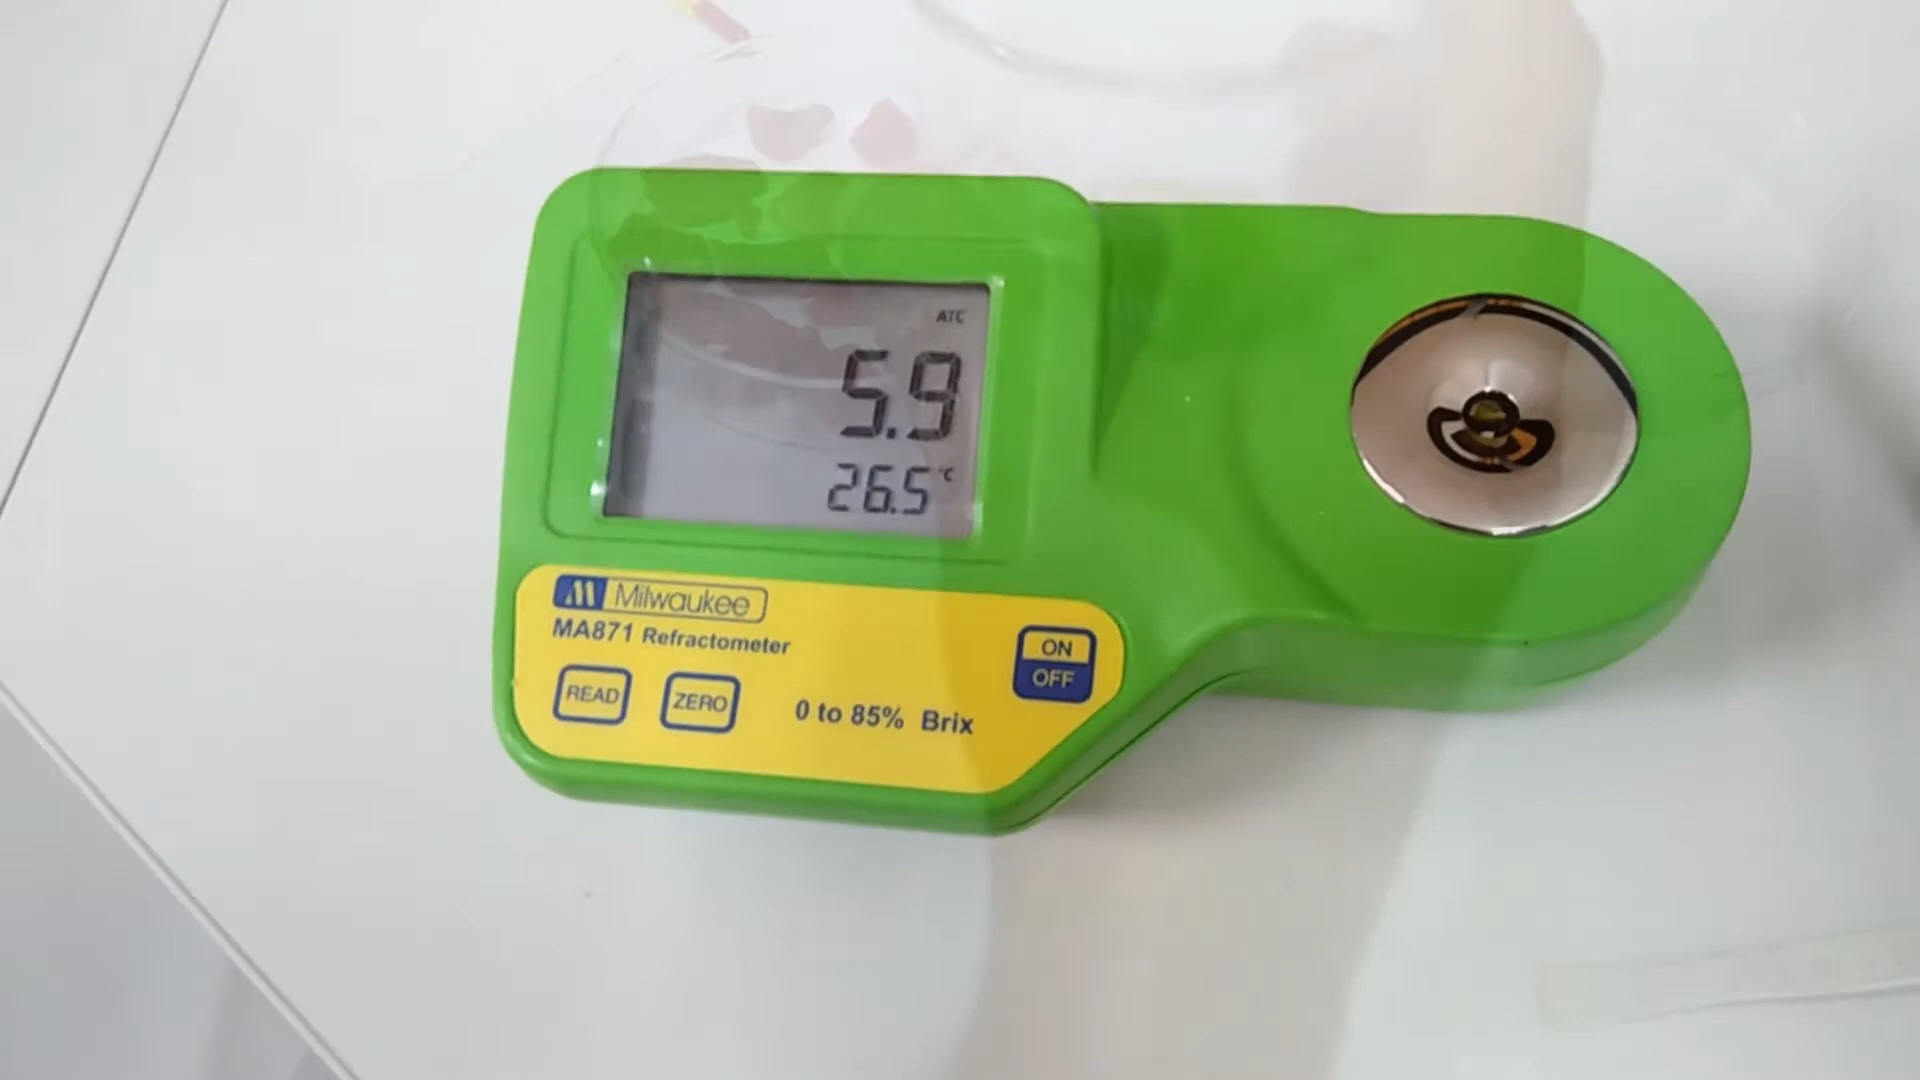 ATC
5.9
26.5 °C
Milwaukee
MA871 Refractometer
READ
ZERO
0 to 85% Brix
ON
OFF